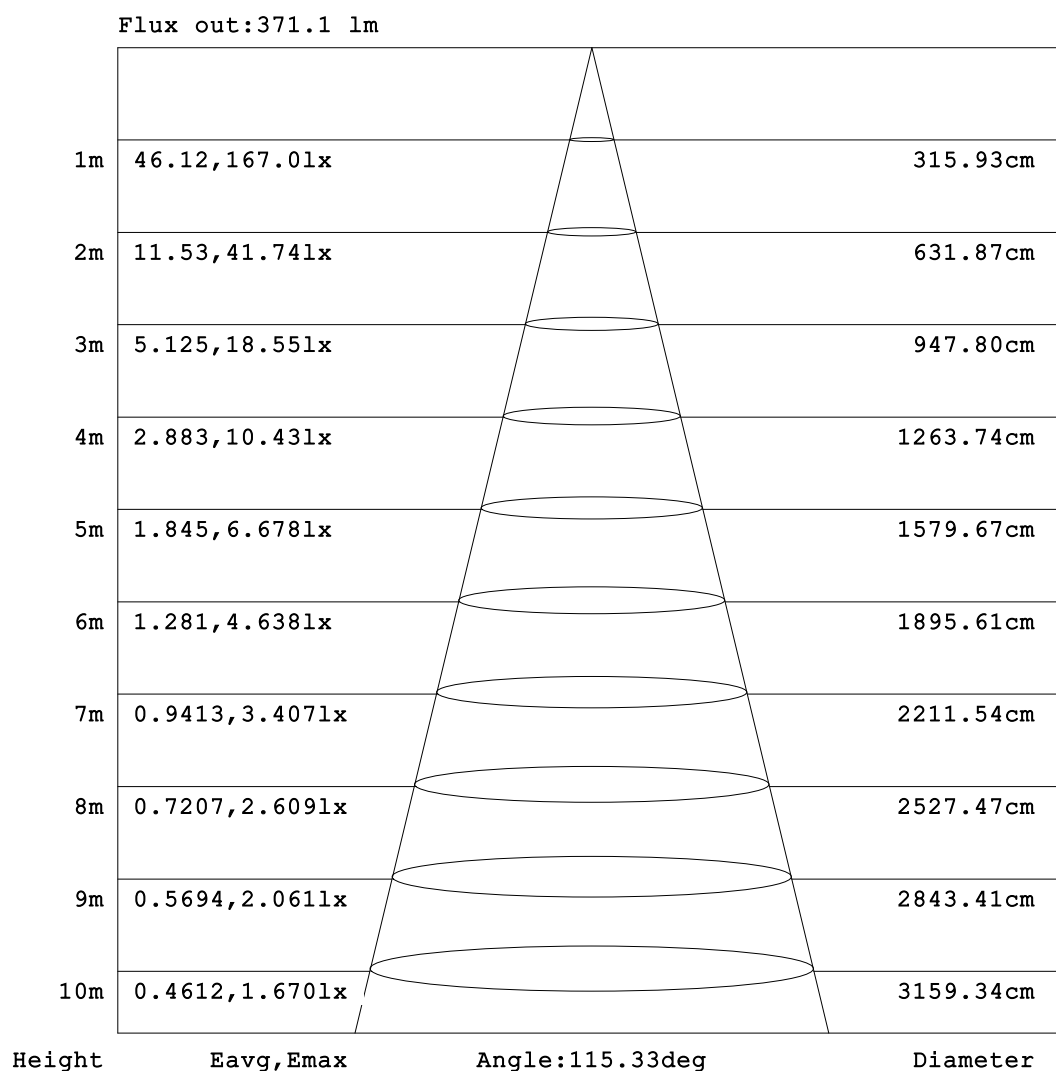 Flux out:371.1 lm
1m 46.12,167.0lx 315.93cm
2m 11.53,41.74lx 631.87cm
3m 5.125,18.55lx 947.80cm
4m 2.883,10.43lx 1263.74cm
5m 1.845,6.678lx 1579.67cm
6m 1.281,4.638lx 1895.61cm
7m 0.9413,3.407lx 2211.54cm
8m 0.7207,2.609lx 2527.47cm
9m 0.5694,2.061lx 2843.41cm
10m 0.4612,1.670lx 3159.34cm
Height Eavg,Emax Angle:115.33deg Diameter